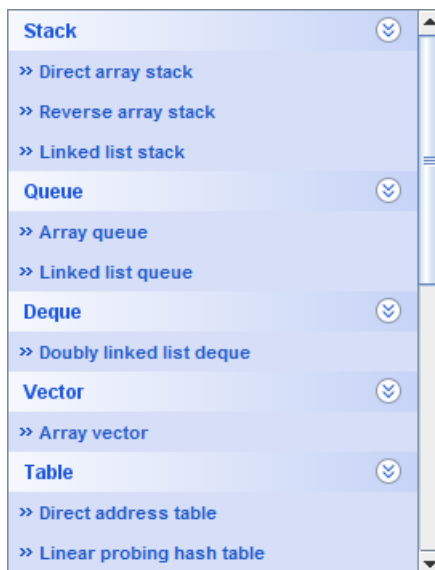 Stack
» Direct array stack
» Reverse array stack
» Linked list stack
Queue
» Array queue
» Linked list queue
Deque
» Doubly linked list deque
Vector
» Array vector
Table
» Direct address table
» Linear probing hash table